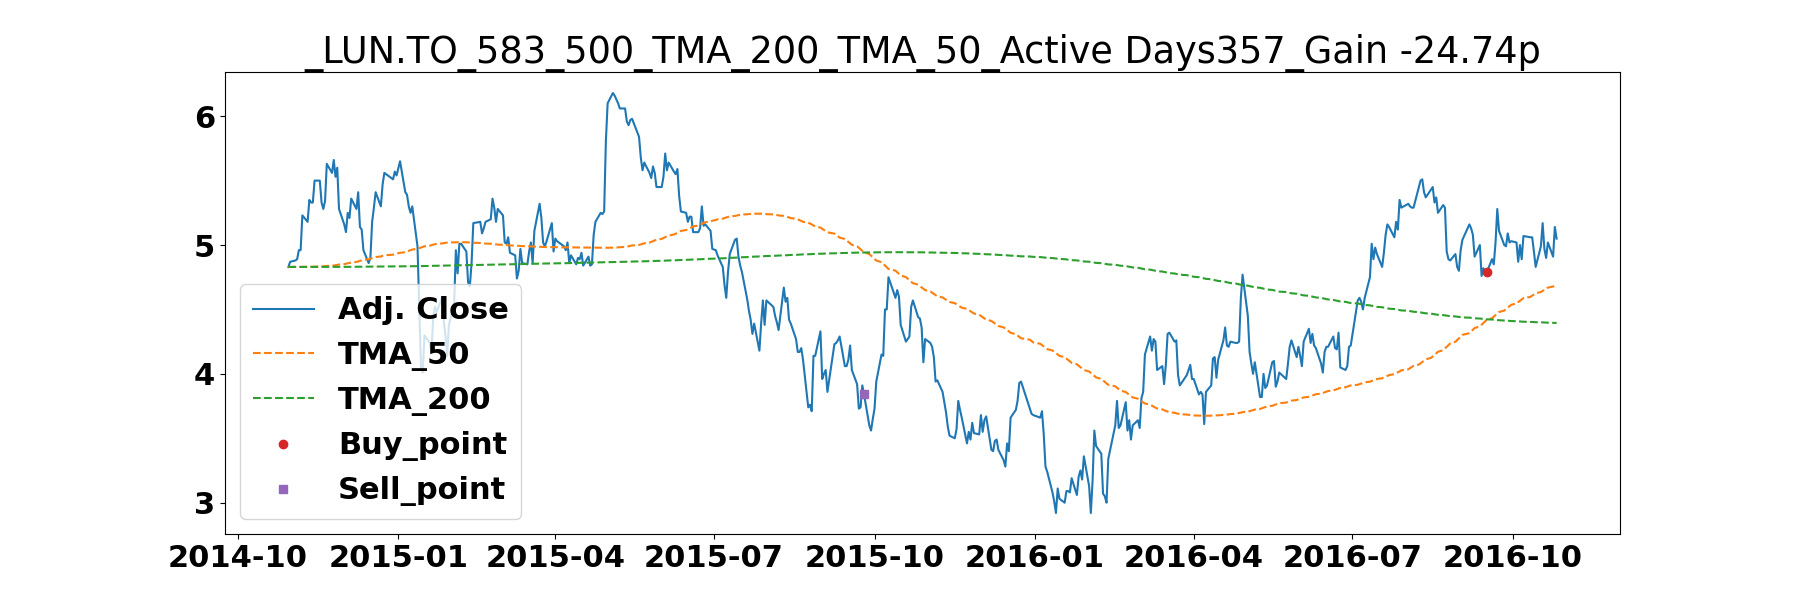 _LUN.TO_583_500_TMA_200_TMA_50_Active Days357_Gain -24.74p
6
5
4
3
Adj. Close
TMA_50
TMA_200
Buy_point
Sell_point
2014-10 2015-01 2015-04 2015-07 2015-10 2016-01 2016-04 2016-07 2016-10